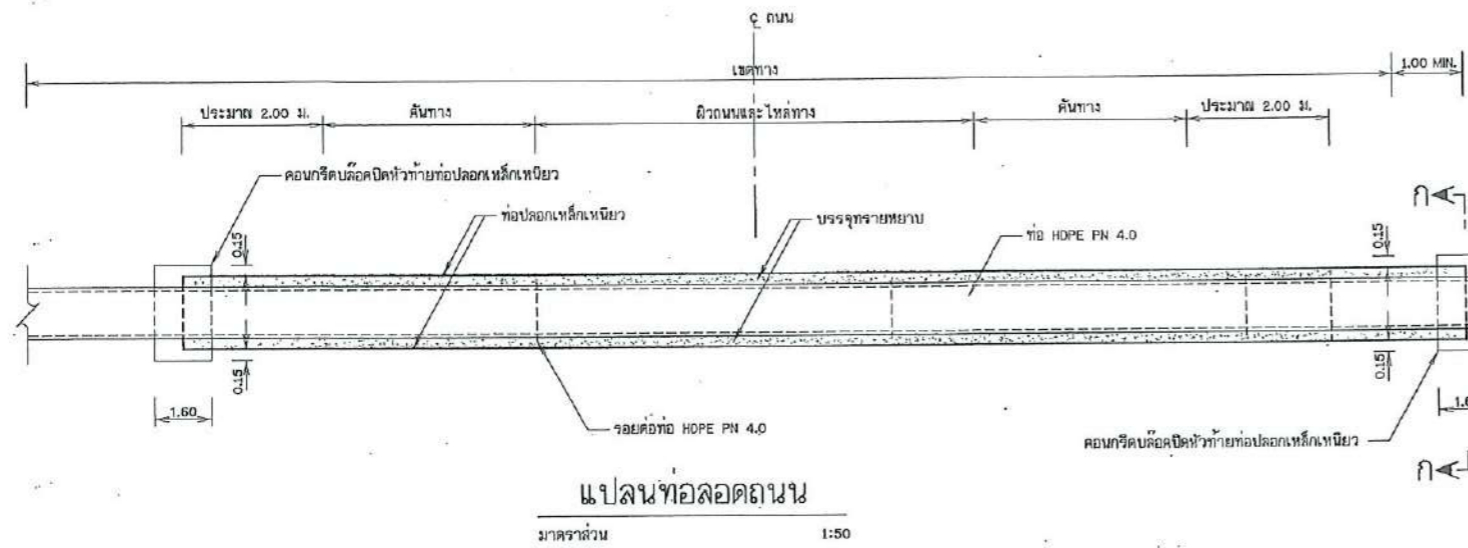 ℄ ถนน
เขตทาง
1.00 MIN.
ประมาณ 2.00 ม.
คันทาง
ผิวถนนและไหล่ทาง
คันทาง
ประมาณ 2.00 ม.
คอนกรีตบล๊อคปิดหัวท้ายท่อปลอกเหล็กเหนียว
ท่อปลอกเหล็กเหนียว
บรรจุทรายหยาบ
ท่อ HDPE PN 4.0
ก
0.15
0.15
0.15
0.15
1.60
รอยต่อท่อ HDPE PN 4.0
คอนกรีตบล๊อคปิดหัวท้ายท่อปลอกเหล็กเหนียว
ก
แปลนท่อลอดถนน
มาตราส่วน 1:50